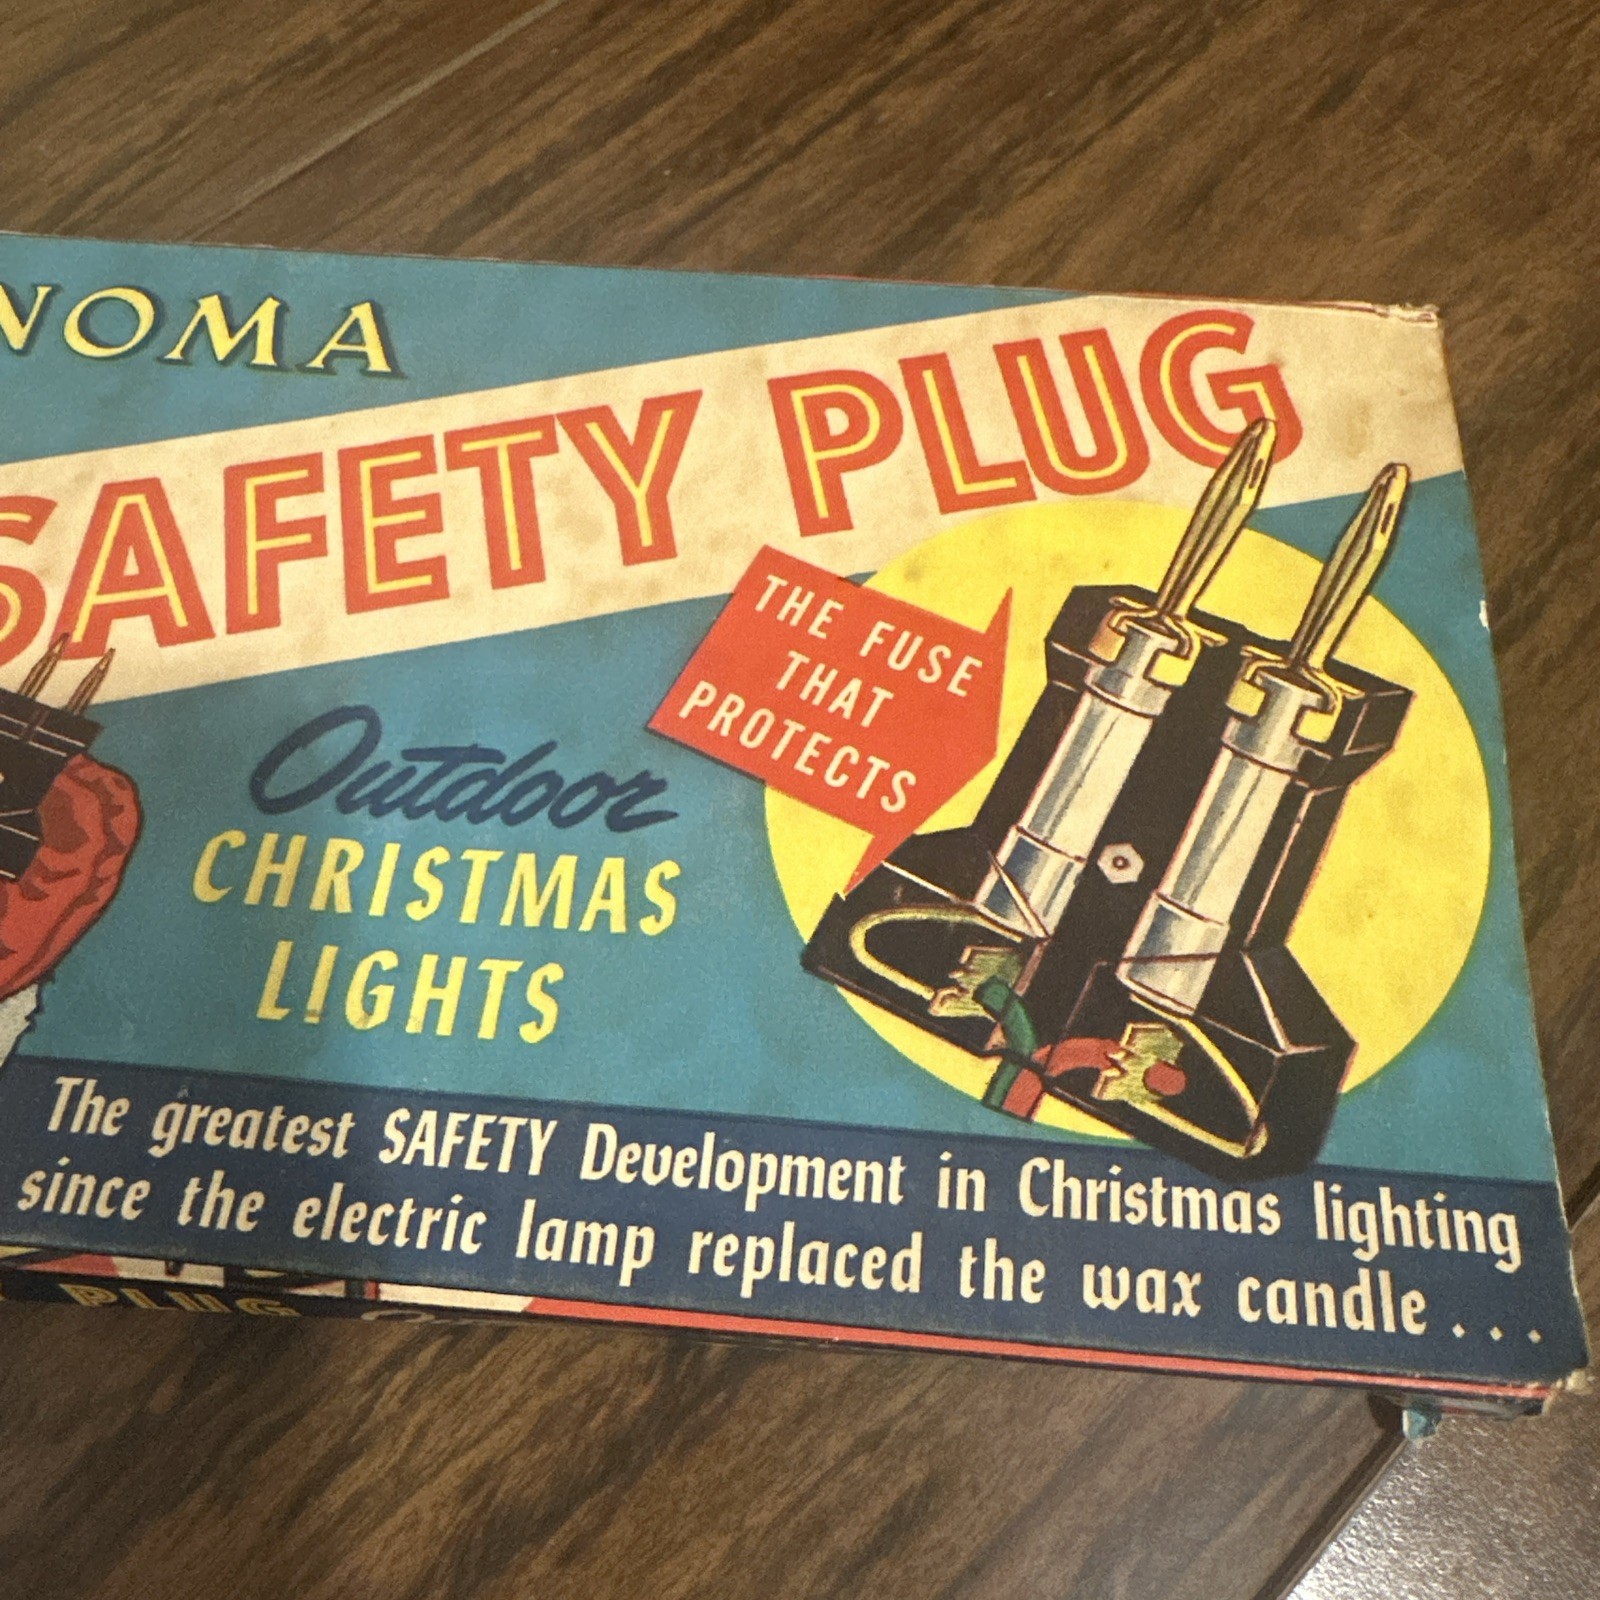 NOMA
SAFETY PLUG
THE FUSE
THAT
PROTECTS
Outdoor
CHRISTMAS
LIGHTS
The greatest SAFETY Development in Christmas lighting
since the electric lamp replaced the wax candle . . .
PLUG